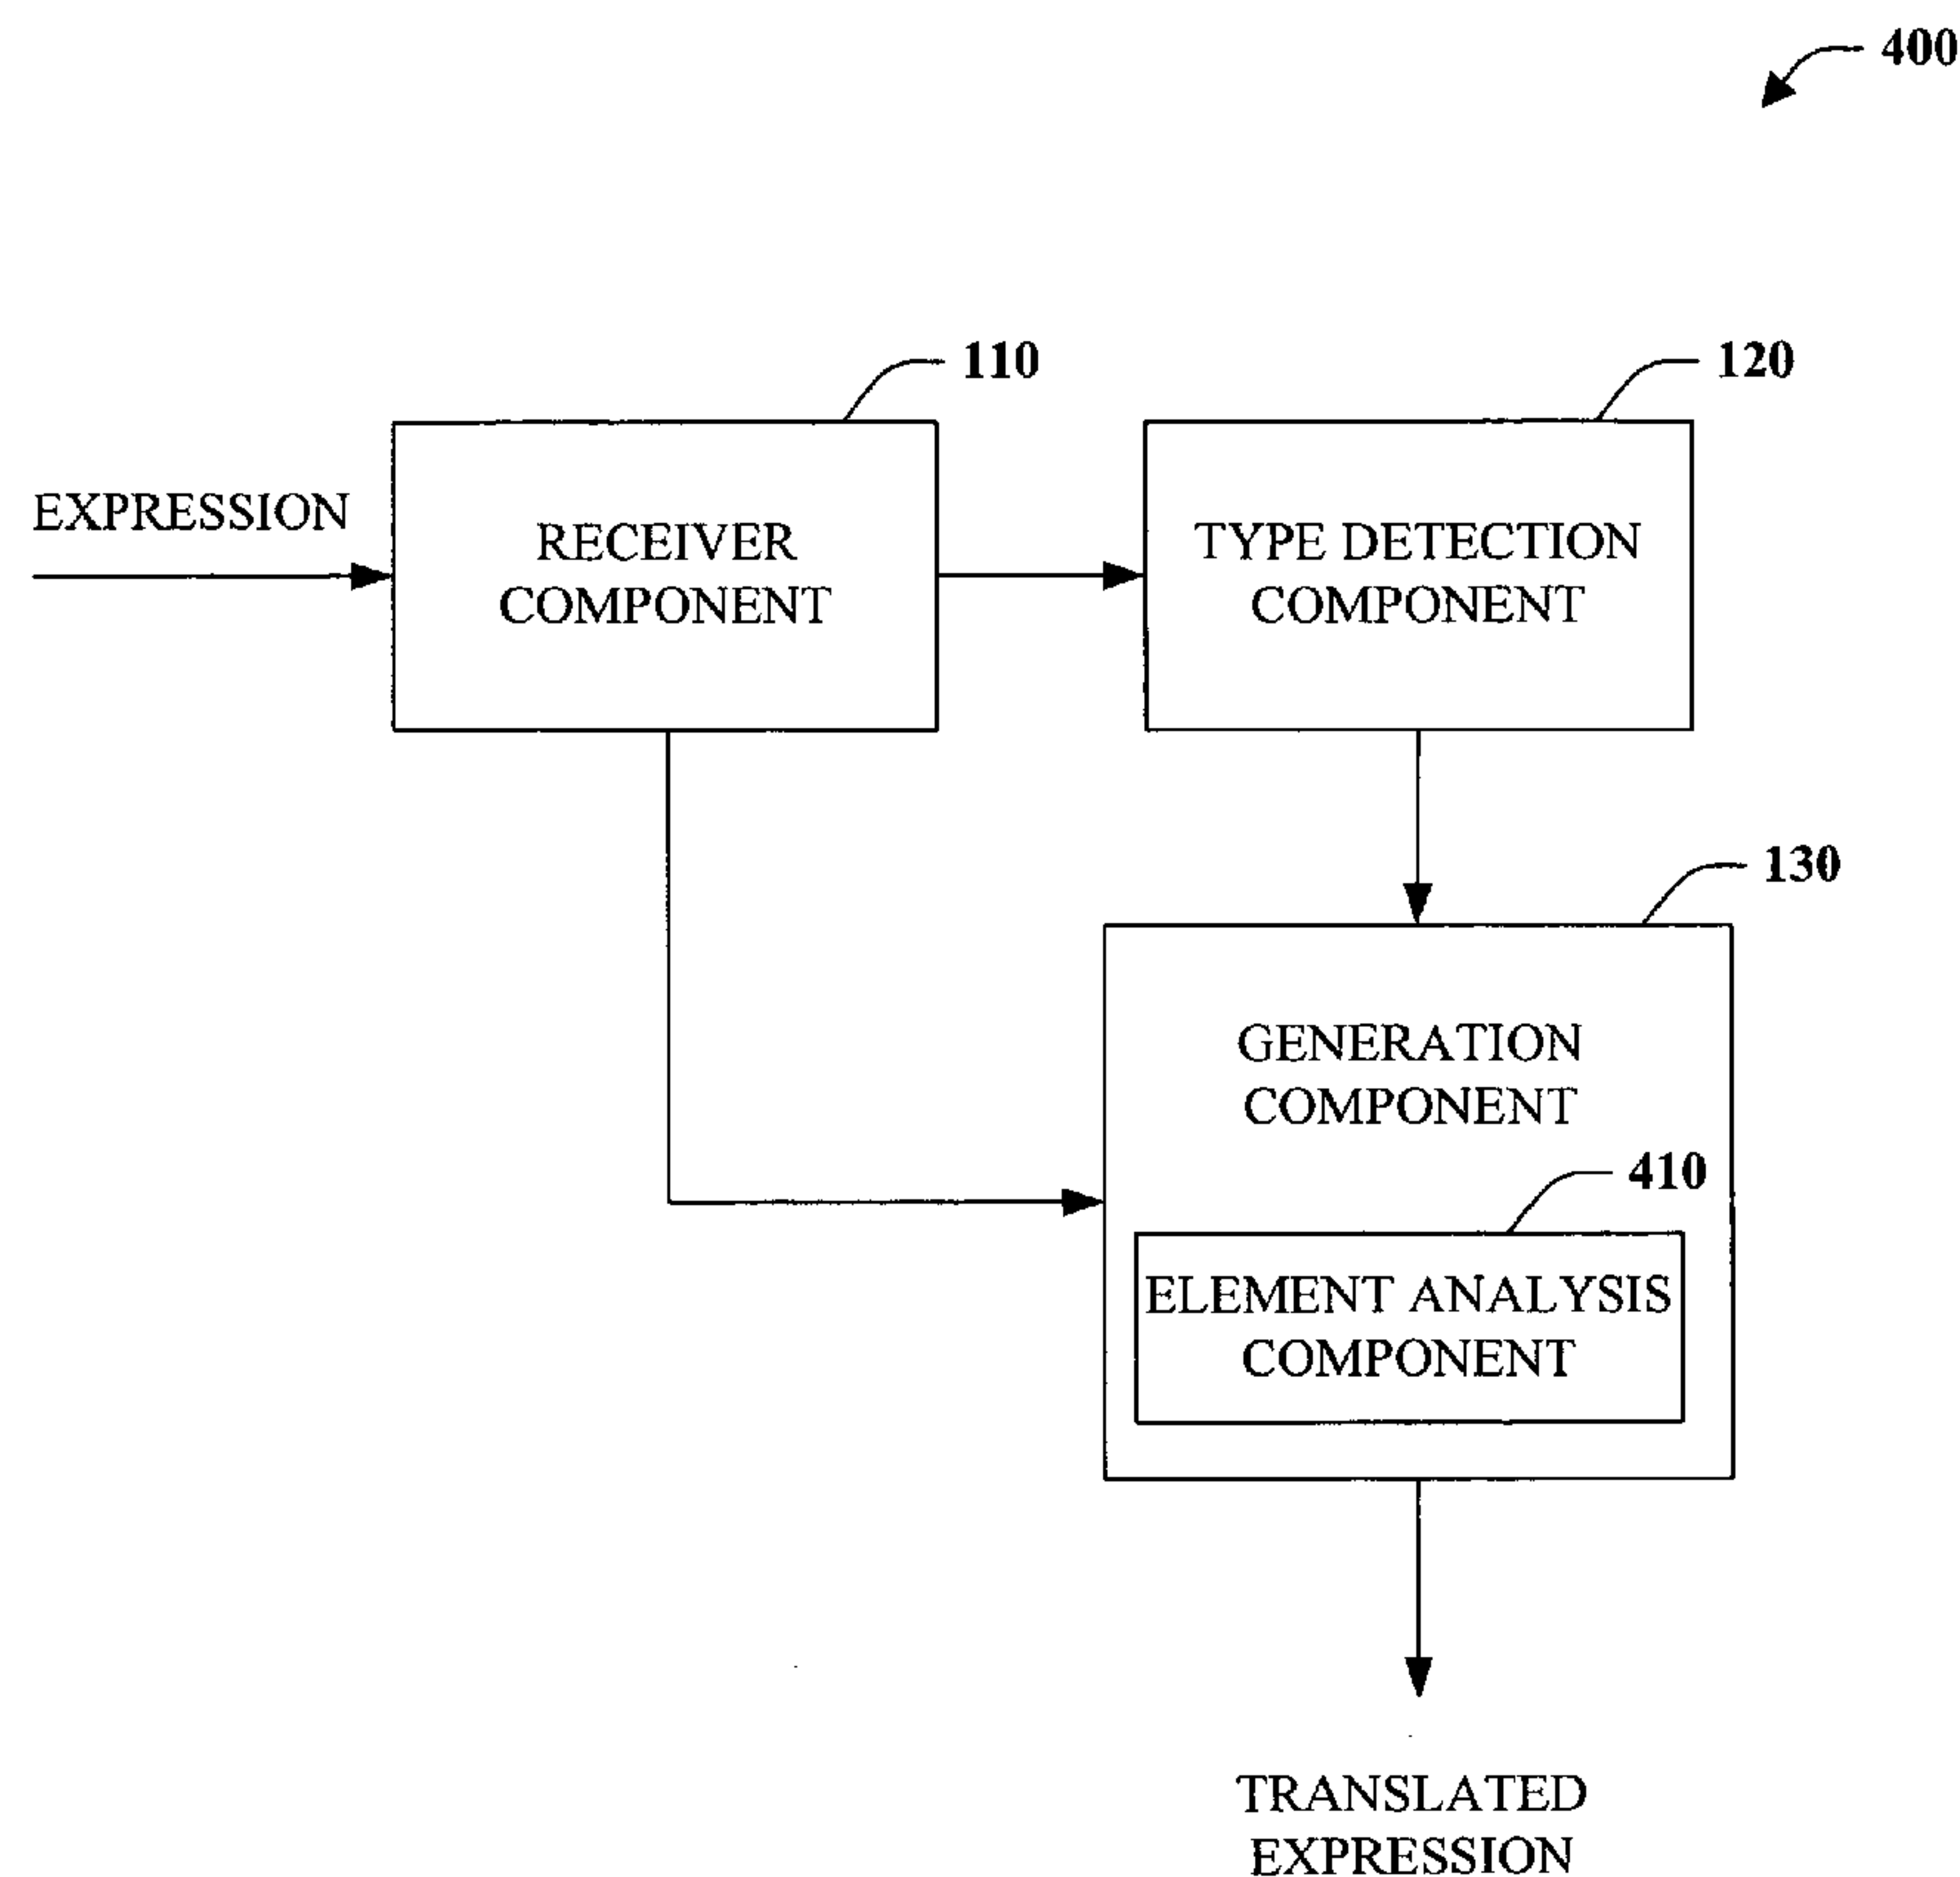 400
110
120
EXPRESSION
RECEIVER
COMPONENT
TYPE DETECTION
COMPONENT
130
GENERATION
COMPONENT
410
ELEMENT ANALYSIS
COMPONENT
TRANSLATED
EXPRESSION